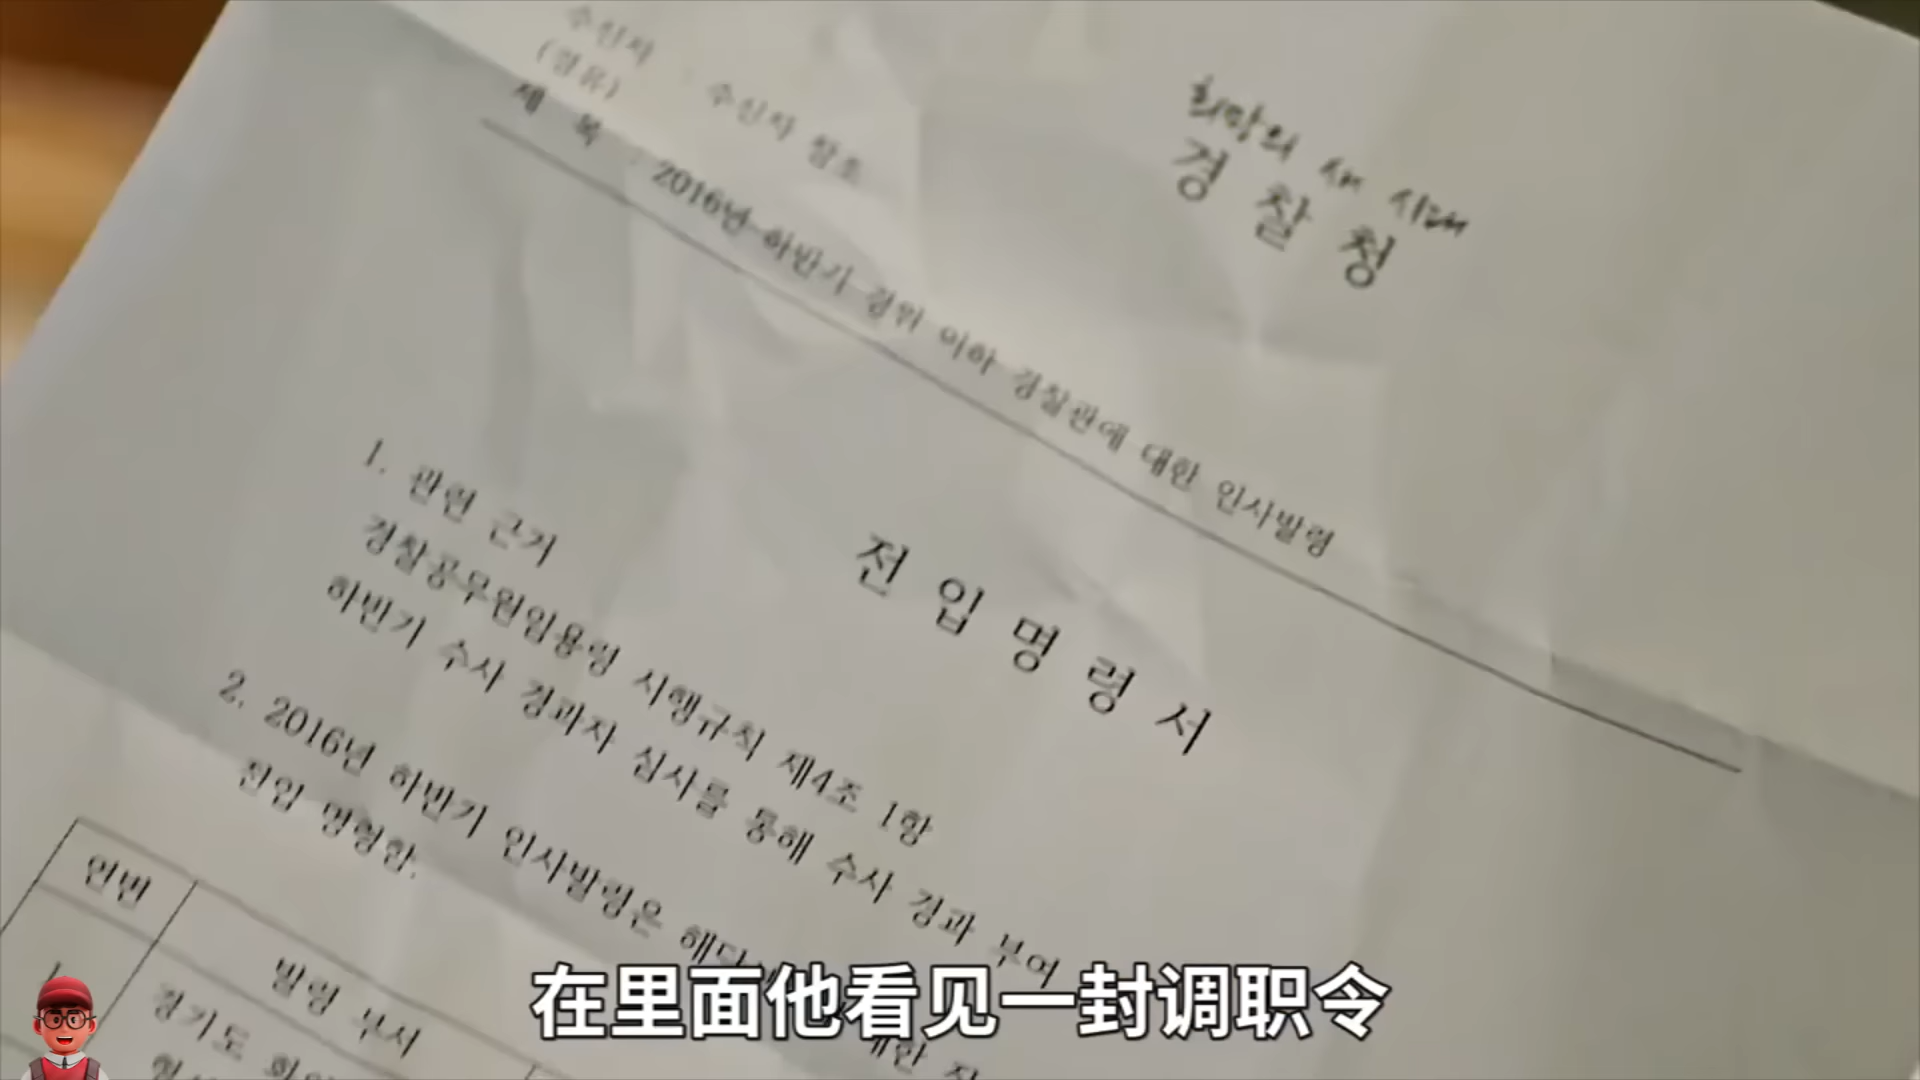 희망의 새 시대
경찰청
수신자 : 수신자 참조
(경유)
제 목 : 2016년 하반기 경위 이하 경찰관에 대한 인사발령
전입명령서
1. 관련 근거
경찰공무원임용령 시행규칙 제4조 1항
하반기 수사 경과자 심사를 통해 수사 경과 부여
2. 2016년 하반기 인사발령은
전입 명령함.
연번
발령 부서
1
경기도
在里面他看见一封调职令